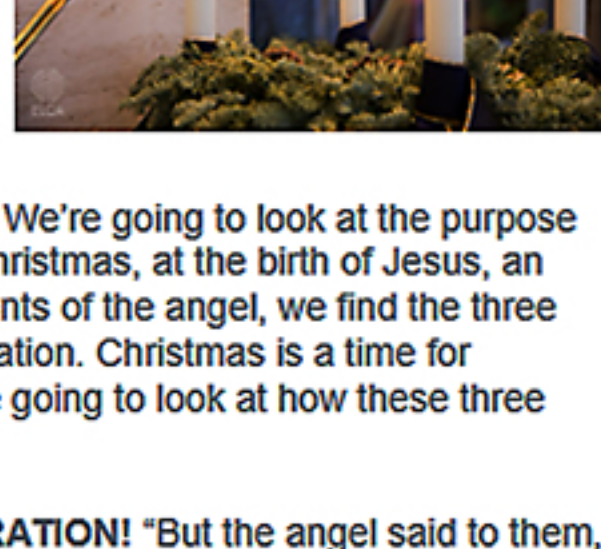 We're going to look at the purpose
hristmas, at the birth of Jesus, an
nts of the angel, we find the three
ation. Christmas is a time for
going to look at how these three
RATION! “But the angel said to them,